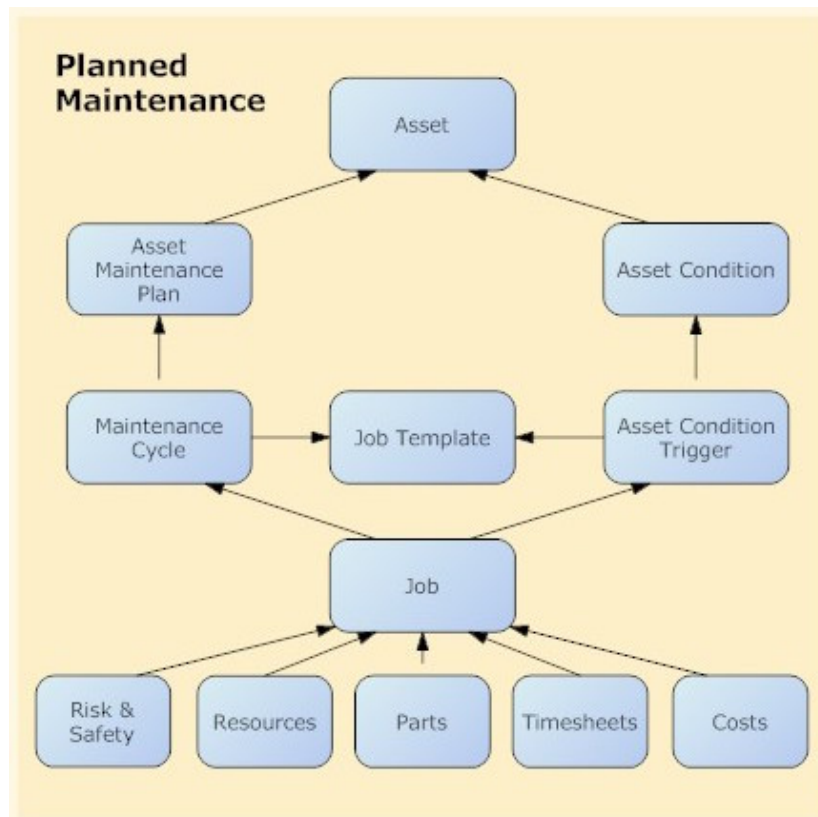 Planned
Maintenance
Asset
Asset
Maintenance
Plan
Asset Condition
Maintenance
Cycle
Job Template
Asset Condition
Trigger
Job
Risk &
Safety
Resources
Parts
Timesheets
Costs